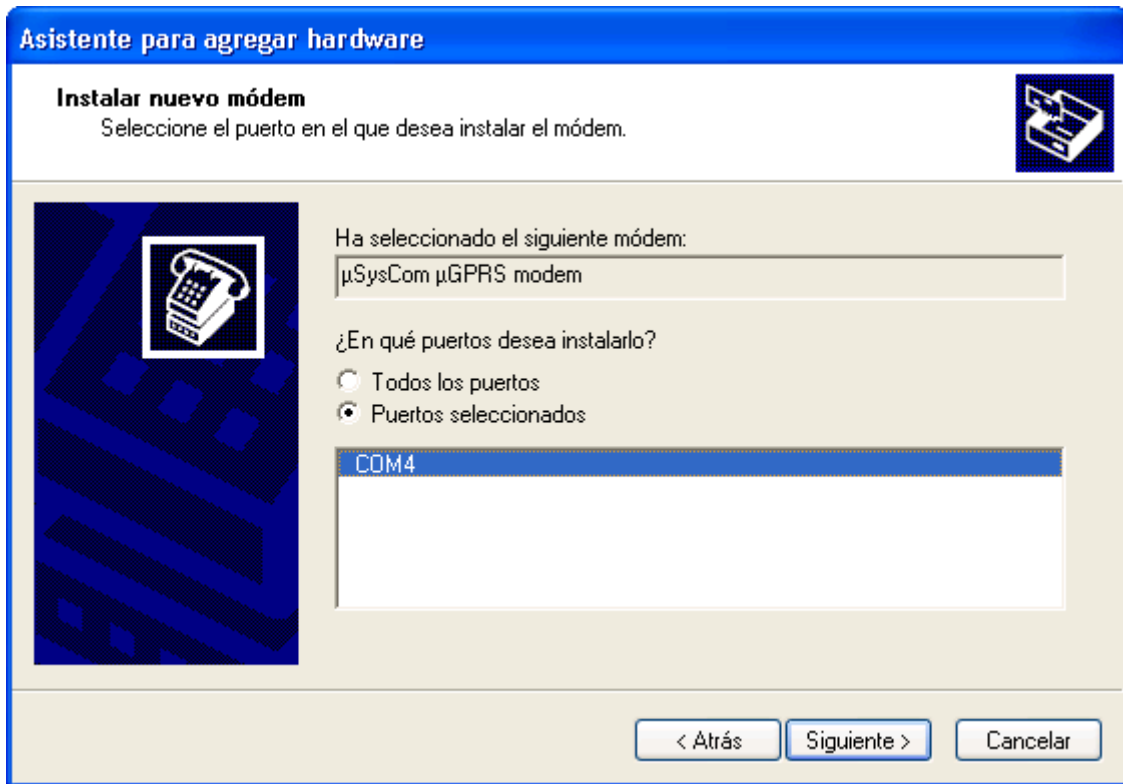 Asistente para agregar hardware
Instalar nuevo módem
Seleccione el puerto en el que desea instalar el módem.
Ha seleccionado el siguiente módem:
µSysCom µGPRS modem
¿En qué puertos desea instalarlo?
Todos los puertos
Puertos seleccionados
COM4
< Atrás Siguiente > Cancelar